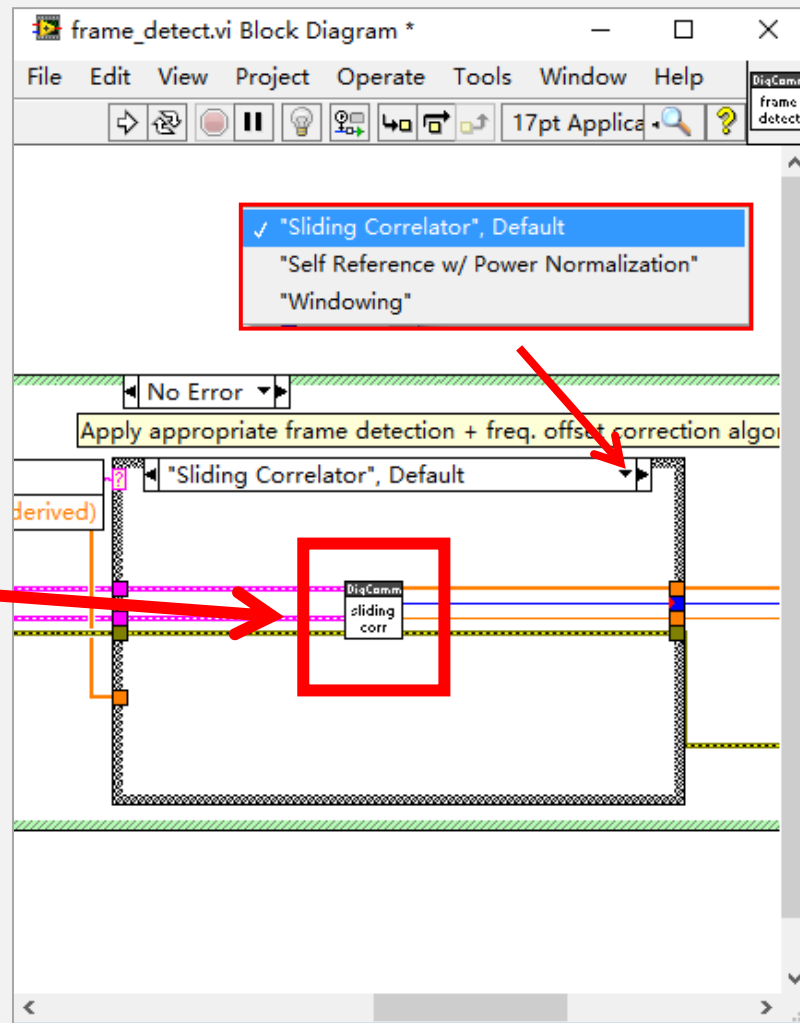 frame_detect.vi Block Diagram *
File Edit View Project Operate Tools Window Help
DigComm
frame
detect
17pt Applica
"Sliding Correlator", Default
"Self Reference w/ Power Normalization"
"Windowing"
No Error
Apply appropriate frame detection + freq. offset correction algo
"Sliding Correlator", Default
?
derived)
DigComm
sliding
corr